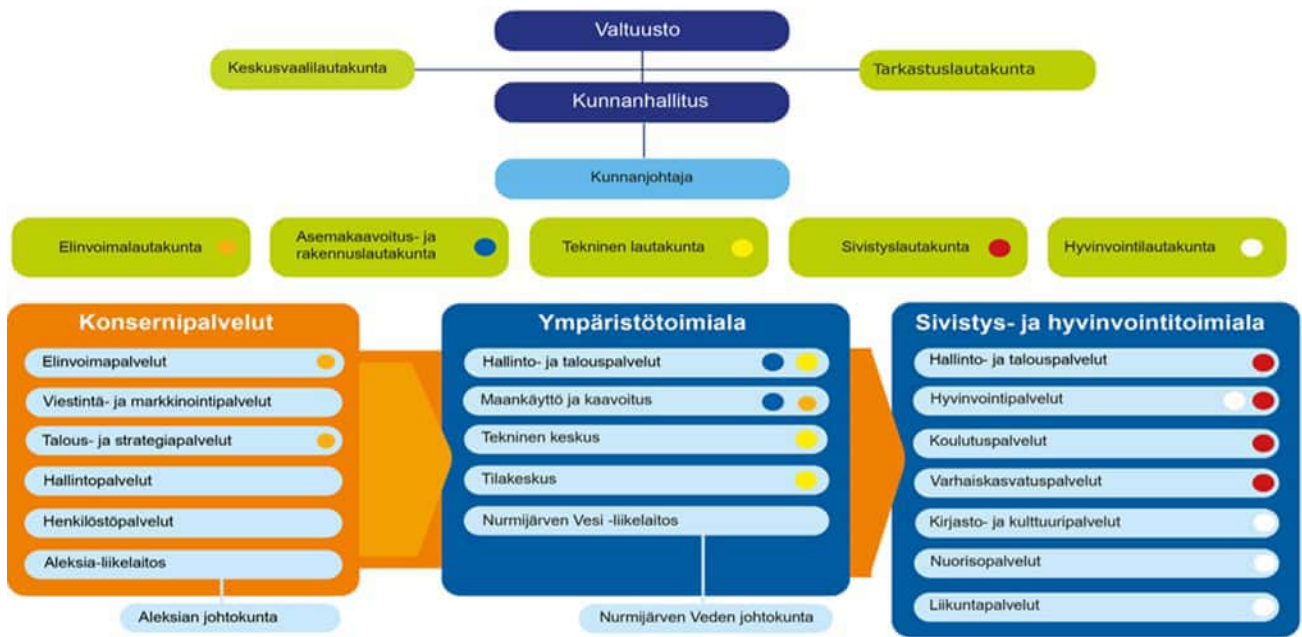 Valtuusto
Keskusvaalilautakunta
Tarkastuslautakunta
Kunnanhallitus
Kunnanjohtaja
Elinvoimalautakunta
Asemakaavoitus- ja
rakennuslautakunta
Tekninen lautakunta
Sivistyslautakunta
Hyvinvointilautakunta
Konsernipalvelut
Elinvoimapalvelut
Viestintä- ja markkinointipalvelut
Talous- ja strategiapalvelut
Hallintopalvelut
Henkilöstöpalvelut
Aleksia-liikelaitos
Aleksian johtokunta
Ympäristötoimiala
Hallinto- ja talouspalvelut
Maankäyttö ja kaavoitus
Tekninen keskus
Tilakeskus
Nurmijärven Vesi -liikelaitos
Nurmijärven Veden johtokunta
Sivistys- ja hyvinvointitoimiala
Hallinto- ja talouspalvelut
Hyvinvointipalvelut
Koulutuspalvelut
Varhaiskasvatuspalvelut
Kirjasto- ja kulttuuripalvelut
Nuorisopalvelut
Liikuntapalvelut